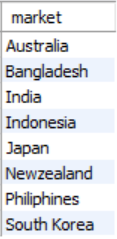 market
Australia
Bangladesh
India
Indonesia
Japan
Newzealand
Philiphines
South Korea